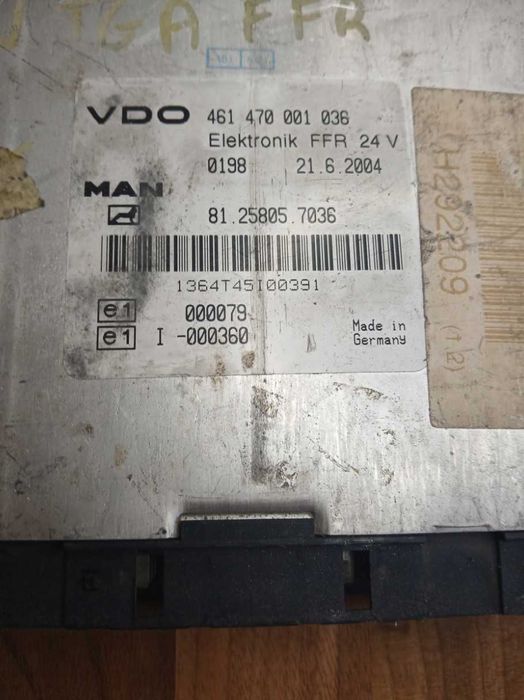 TGA FFR
VDO 461 470 001 036
Elektronik FFR 24 V
0198 21.6.2004
MAN
81.25805.7036
1364T45I00391
e1 000079
e1 I -000360
Made in
Germany
(12)